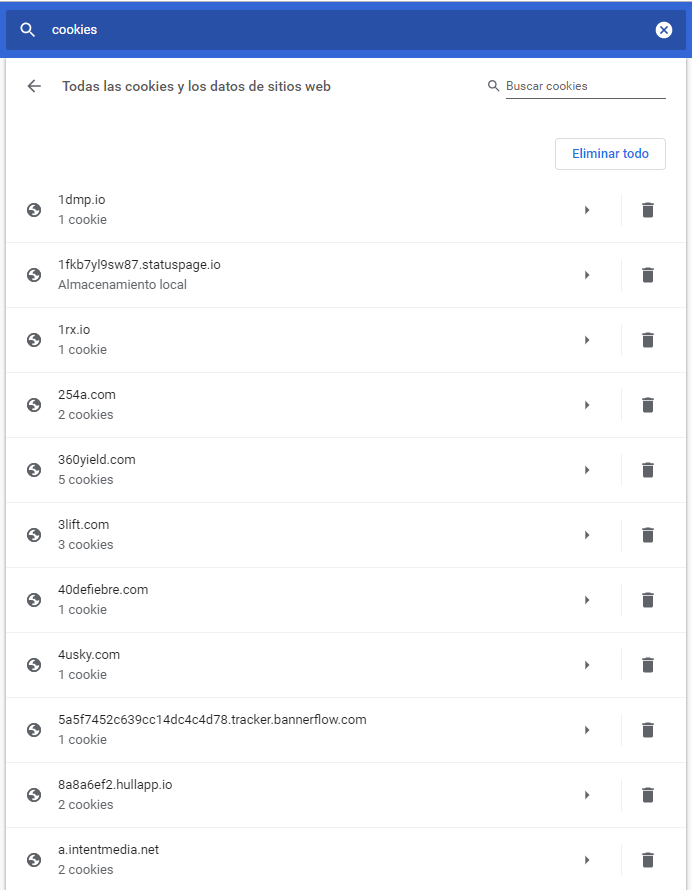 cookies
Todas las cookies y los datos de sitios web
Buscar cookies
Eliminar todo
1dmp.io
1 cookie
1fkb7yl9sw87.statuspage.io
Almacenamiento local
1rx.io
1 cookie
254a.com
2 cookies
360yield.com
5 cookies
3lift.com
3 cookies
40defiebre.com
1 cookie
4usky.com
1 cookie
5a5f7452c639cc14dc4c4d78.tracker.bannerflow.com
1 cookie
8a8a6ef2.hullapp.io
2 cookies
a.intentmedia.net
2 cookies